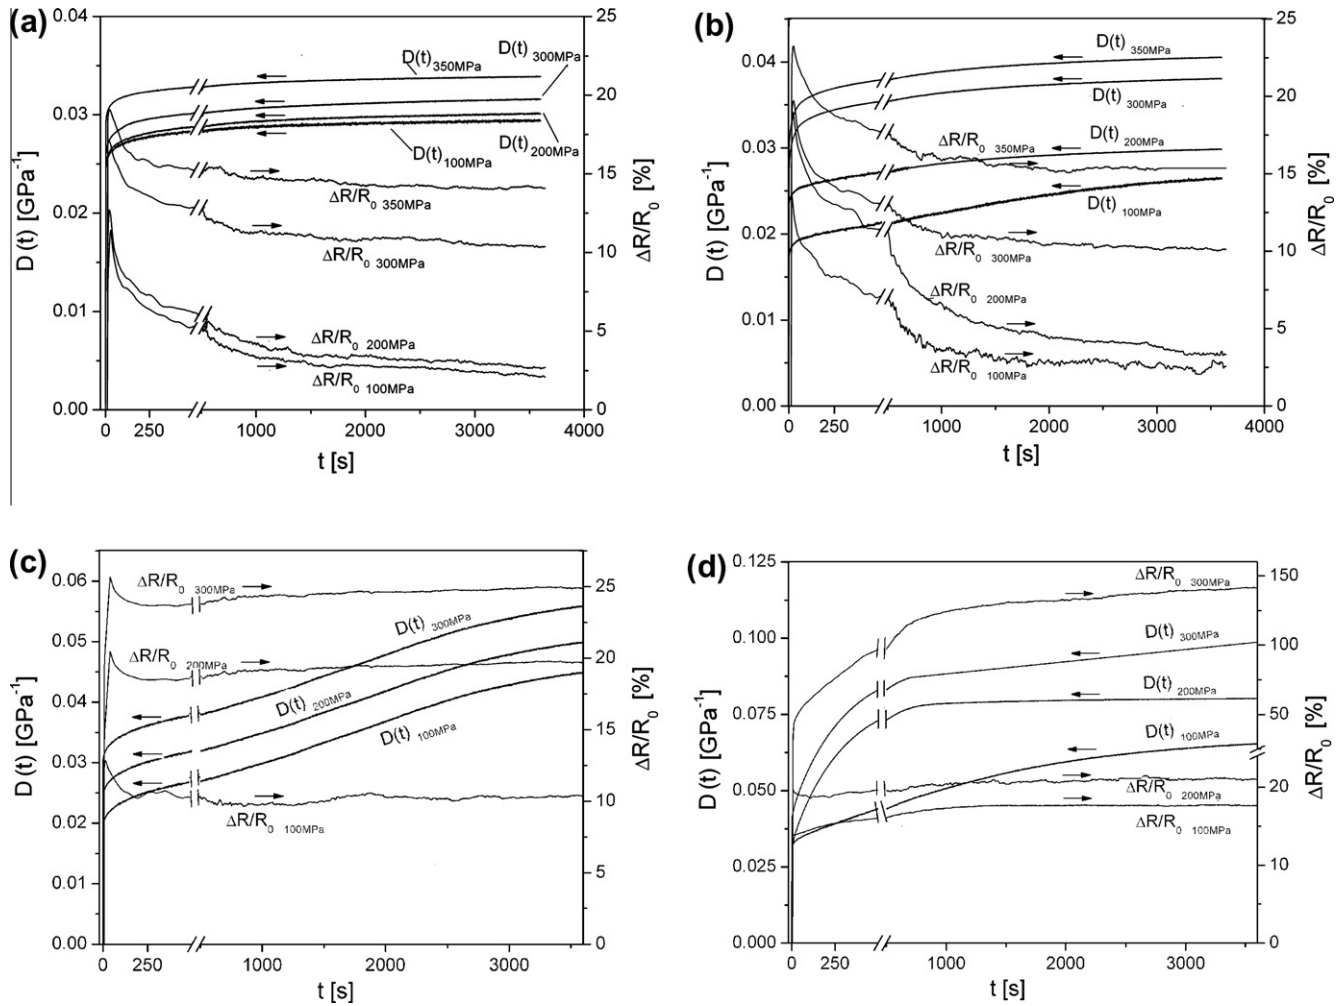 (a)
0.04
0.03
0.02
0.01
0.00
D(t) [GPa⁻¹]
25
20
15
10
5
0
ΔR/R₀ [%]
0 250 1000 2000 3000 4000
t [s]
D(t) 350MPa
D(t) 300MPa
D(t) 100MPa
D(t) 200MPa
ΔR/R₀ 350MPa
ΔR/R₀ 300MPa
ΔR/R₀ 200MPa
ΔR/R₀ 100MPa
(b)
0.04
0.03
0.02
0.01
0.00
D(t) [GPa⁻¹]
25
20
15
10
5
0
ΔR/R₀ [%]
0 250 1000 2000 3000 4000
t [s]
D(t) 350MPa
D(t) 300MPa
D(t) 200MPa
ΔR/R₀ 350MPa
D(t) 100MPa
ΔR/R₀ 300MPa
ΔR/R₀ 200MPa
ΔR/R₀ 100MPa
(c)
0.06
0.05
0.04
0.03
0.02
0.01
0.00
D(t) [GPa⁻¹]
25
20
15
10
5
0
ΔR/R₀ [%]
0 250 1000 2000 3000
t [s]
ΔR/R₀ 300MPa
D(t) 300MPa
ΔR/R₀ 200MPa
D(t) 200MPa
D(t) 100MPa
ΔR/R₀ 100MPa
(d)
0.125
0.100
0.075
0.050
0.025
0.000
D(t) [GPa⁻¹]
150
100
50
20
10
0
ΔR/R₀ [%]
0 250 1000 2000 3000
t [s]
ΔR/R₀ 300MPa
D(t) 300MPa
D(t) 200MPa
D(t) 100MPa
ΔR/R₀ 200MPa
ΔR/R₀ 100MPa